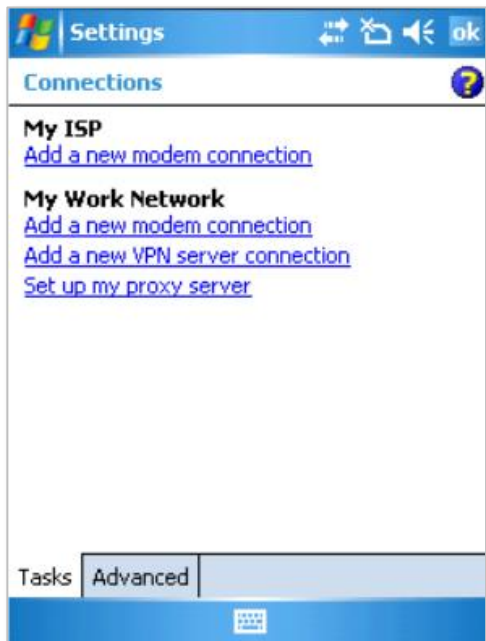 Settings
ok
Connections
?
My ISP
Add a new modem connection
My Work Network
Add a new modem connection
Add a new VPN server connection
Set up my proxy server
Tasks
Advanced